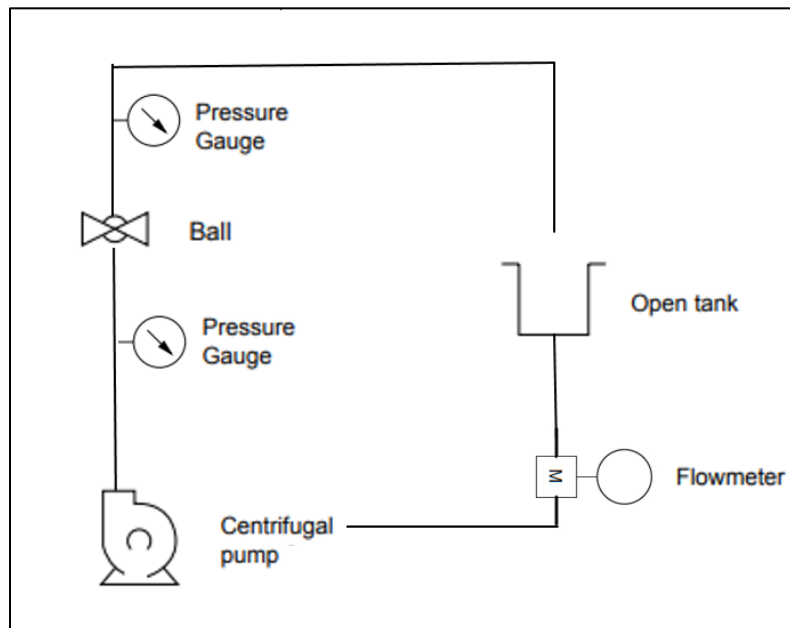 Pressure
Gauge
Ball
Open tank
Pressure
Gauge
M
Flowmeter
Centrifugal
pump